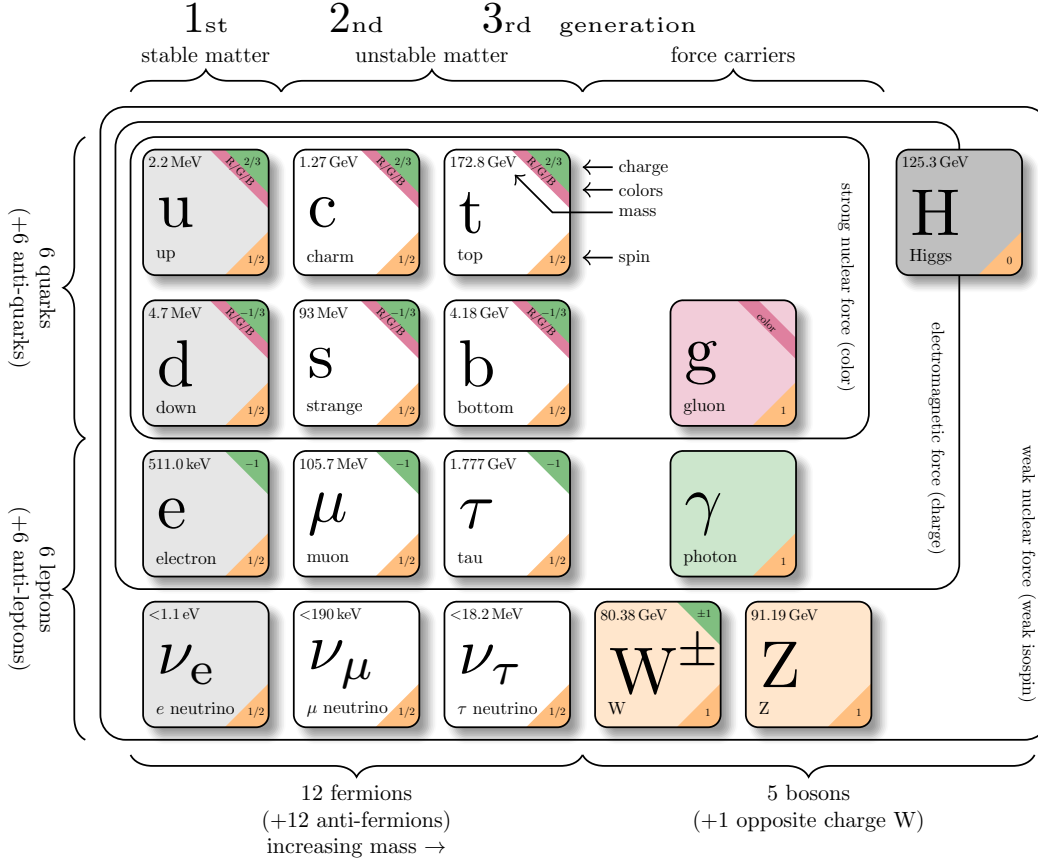 1st 2nd 3rd generation
stable matter unstable matter force carriers
2.2 MeV R/G/B 2/3
u
up 1/2
1.27 GeV R/G/B 2/3
c
charm 1/2
172.8 GeV R/G/B 2/3
t
top 1/2
charge
colors
mass
spin
125.3 GeV
H
Higgs 0
4.7 MeV R/G/B −1/3
d
down 1/2
93 MeV R/G/B −1/3
s
strange 1/2
4.18 GeV R/G/B −1/3
b
bottom 1/2
color
g
gluon 1
511.0 keV −1
e
electron 1/2
105.7 MeV −1
μ
muon 1/2
1.777 GeV −1
τ
tau 1/2
γ
photon 1
<1.1 eV
νe
e neutrino 1/2
<190 keV
νμ
μ neutrino 1/2
<18.2 MeV
ντ
τ neutrino 1/2
80.38 GeV ±1
W±
W 1
91.19 GeV
Z
Z 1
6 quarks
(+6 anti-quarks)
6 leptons
(+6 anti-leptons)
strong nuclear force (color)
electromagnetic force (charge)
weak nuclear force (weak isospin)
12 fermions
(+12 anti-fermions)
increasing mass →
5 bosons
(+1 opposite charge W)